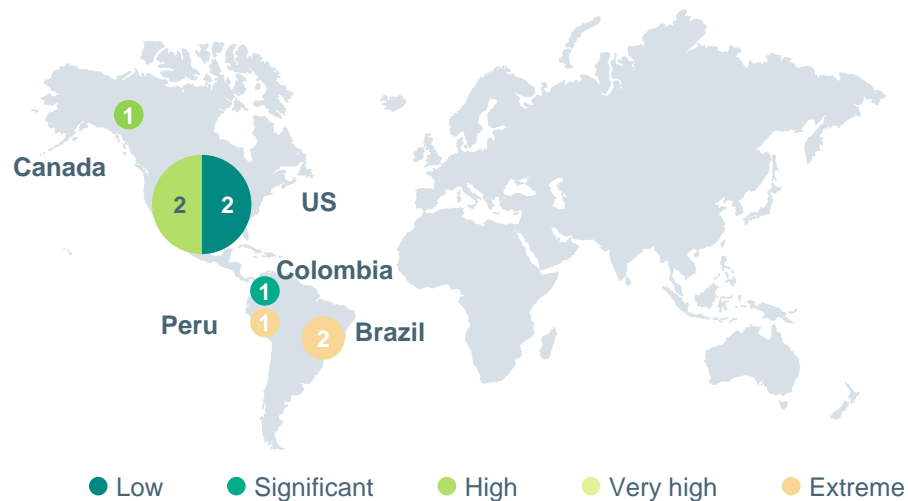 1
Canada
2 2 US
Colombia
1
Peru 1 2 Brazil
Low Significant High Very high Extreme